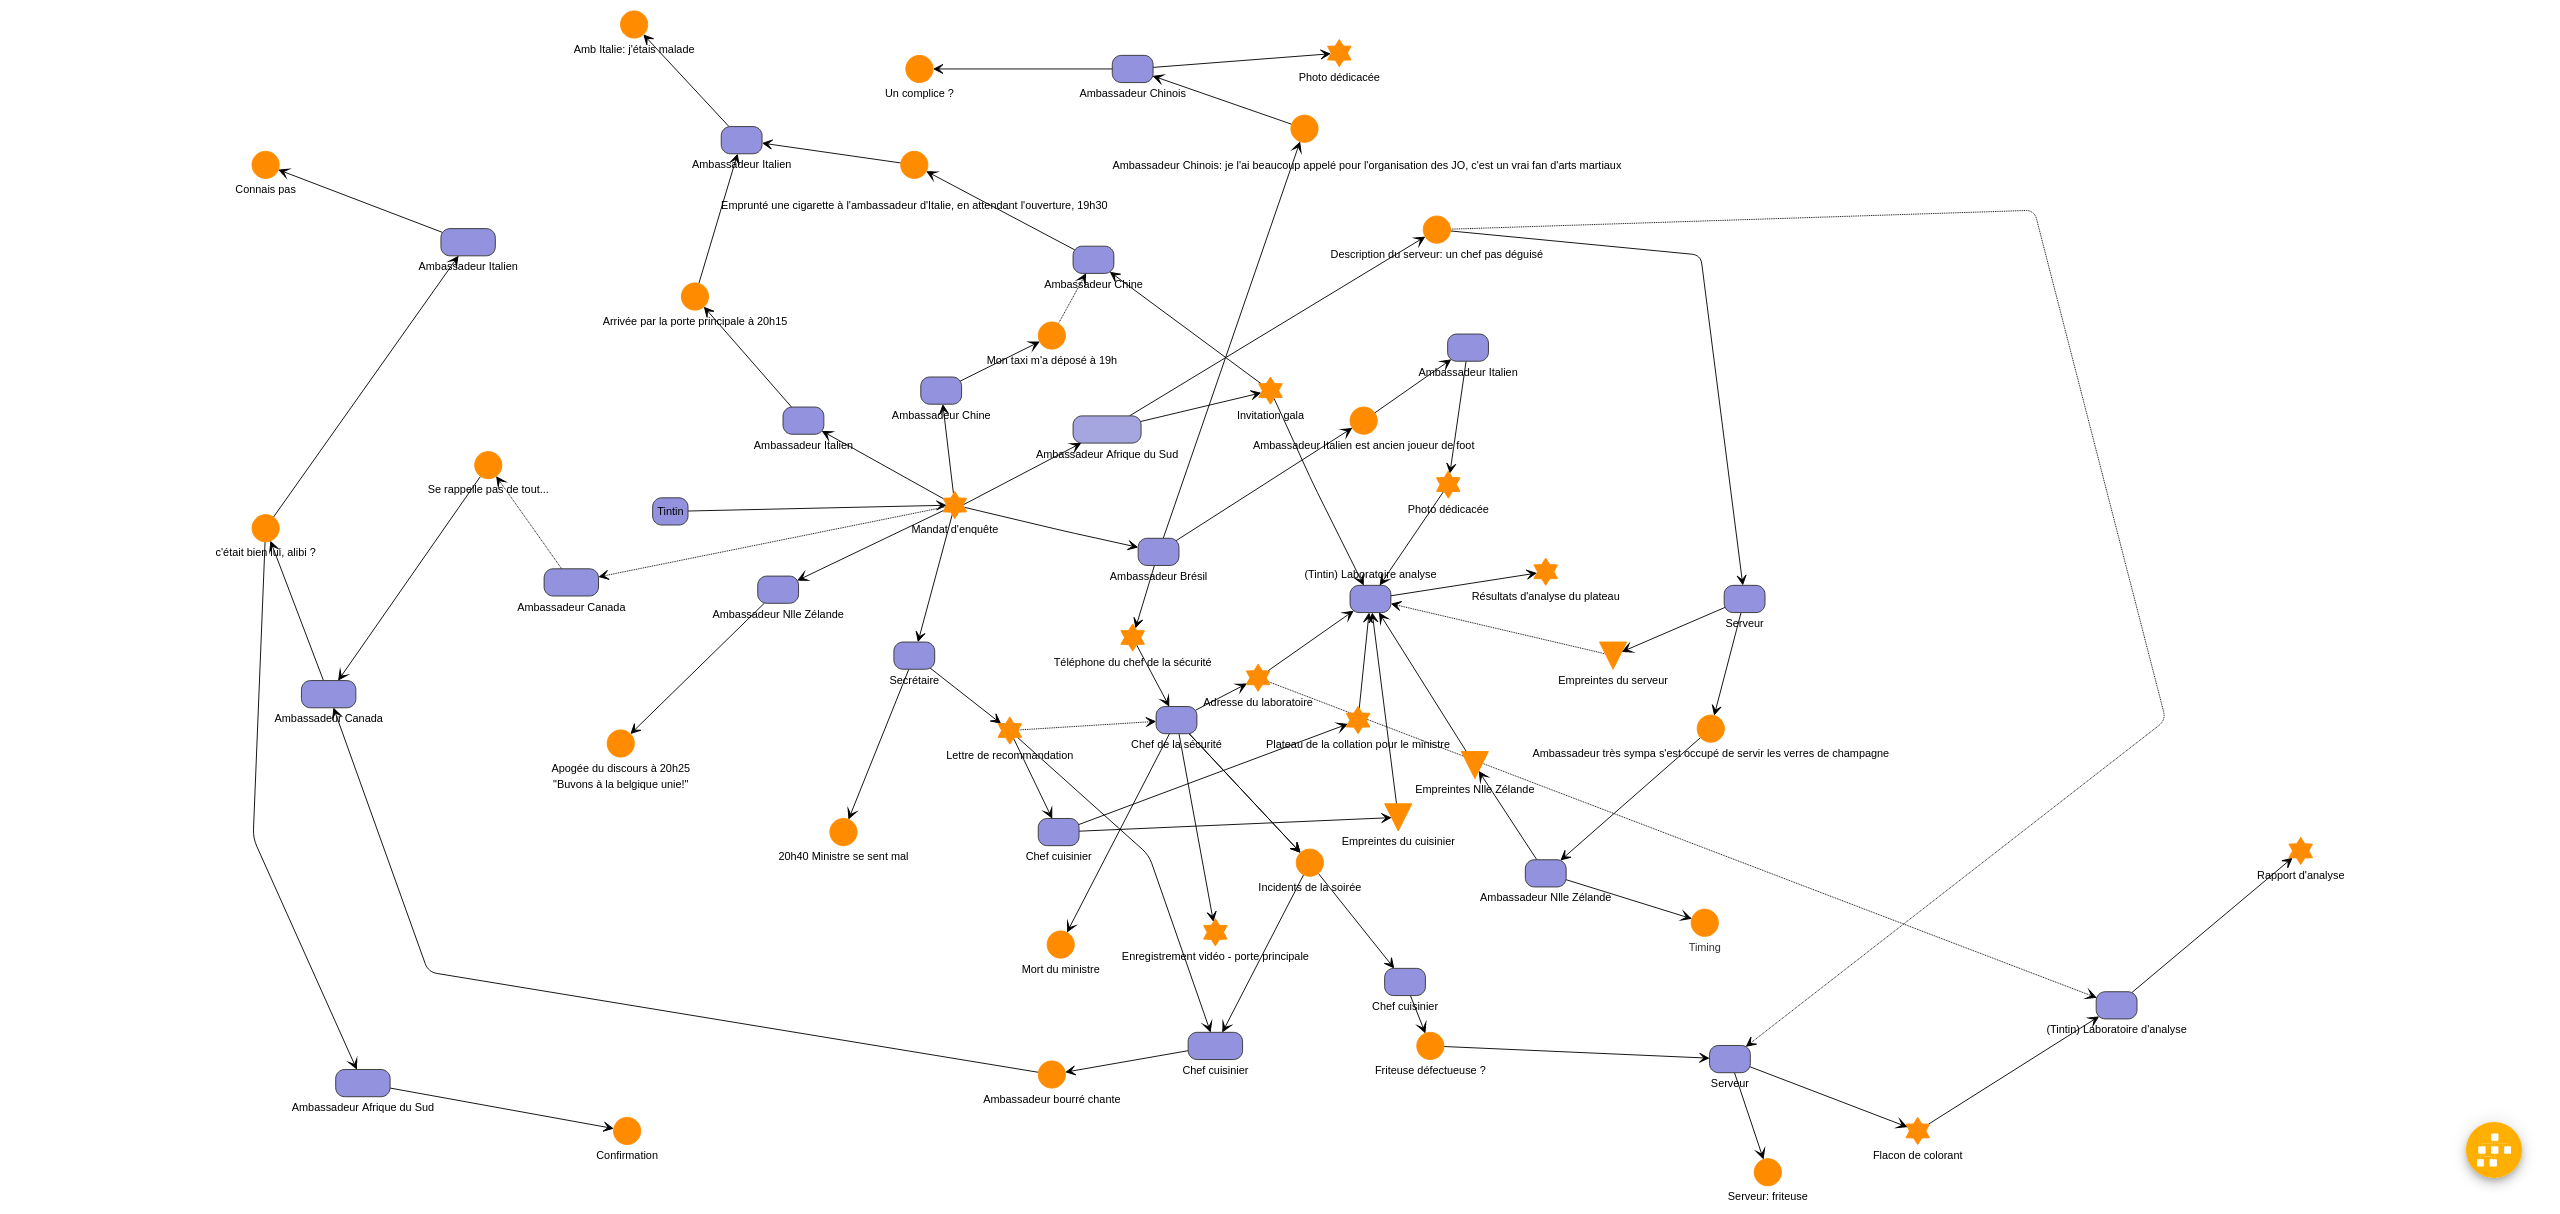 Amb Italie: j'étais malade
Photo dédicacée
Un complice ?
Ambassadeur Chinois
Ambassadeur Italien
Ambassadeur Chinois: je l'ai beaucoup appelé pour l'organisation des JO, c'est un vrai fan d'arts martiaux
Connais pas
Emprunté une cigarette à l'ambassadeur d'Italie, en attendant l'ouverture, 19h30
Description du serveur: un chef pas déguisé
Ambassadeur Italien
Ambassadeur Chine
Arrivée par la porte principale à 20h15
Mon taxi m'a déposé à 19h
Ambassadeur Italien
Ambassadeur Chine
Invitation gala
Ambassadeur Italien
Ambassadeur Italien est ancien joueur de foot
Ambassadeur Afrique du Sud
Se rappelle pas de tout...
Tintin
Photo dédicacée
Mandat d'enquête
c'était bien lui, alibi ?
Ambassadeur Brésil
(Tintin) Laboratoire analyse
Résultats d'analyse du plateau
Ambassadeur Canada
Ambassadeur Nlle Zélande
Serveur
Téléphone du chef de la sécurité
Secrétaire
Empreintes du serveur
Adresse du laboratoire
Ambassadeur Canada
Chef de la sécurité
Plateau de la collation pour le ministre
Lettre de recommandation
Ambassadeur très sympa s'est occupé de servir les verres de champagne
Apogée du discours à 20h25
"Buvons à la belgique unie!"
Empreintes Nlle Zélande
Empreintes du cuisinier
20h40 Ministre se sent mal
Chef cuisinier
Incidents de la soirée
Rapport d'analyse
Ambassadeur Nlle Zélande
Timing
Enregistrement vidéo - porte principale
Mort du ministre
Chef cuisinier
(Tintin) Laboratoire d'analyse
Chef cuisinier
Friteuse défectueuse ?
Serveur
Ambassadeur bourré chante
Ambassadeur Afrique du Sud
Confirmation
Flacon de colorant
Serveur: friteuse